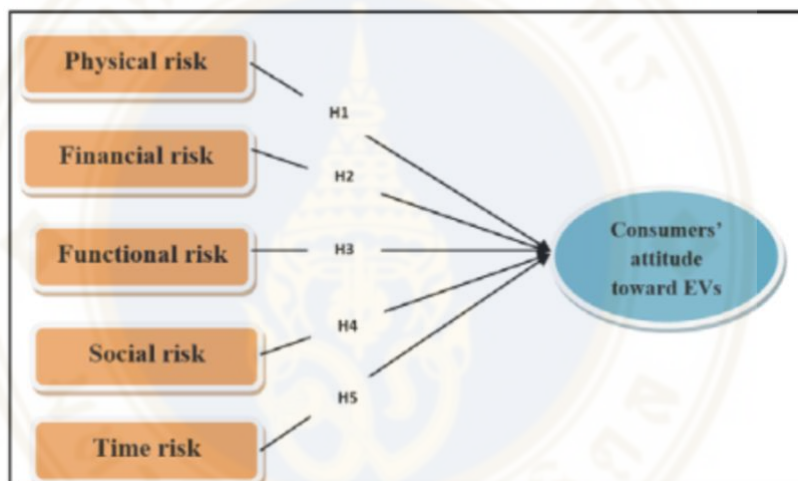 Physical risk
H1
Financial risk
H2
Functional risk
H3
Social risk
H4
Time risk
H5
Consumers’
attitude
toward EVs